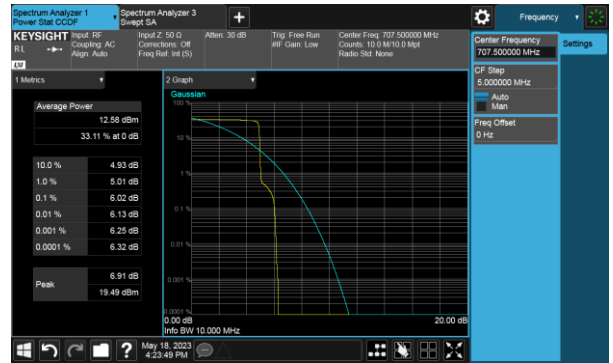 Spectrum Analyzer 1
Power Stat CCDF
Spectrum Analyzer 3
Swept SA
+
Frequency
KEYSIGHT
RL
Input: RF
Coupling: AC
Align: Auto
Input Z: 50 Ω
Corrections: Off
Freq Ref: Int (S)
Atten: 30 dB
Trig: Free Run
#IF Gain: Low
Center Freq: 707.500000 MHz
Counts: 10.0 M/10.0 Mpt
Radio Std: None
Center Frequency
707.500000 MHz
Settings
CF Step
5.000000 MHz
Auto
Man
Freq Offset
0 Hz
1 Metrics
Average Power
12.58 dBm
33.11 % at 0 dB
10.0 % 4.93 dB
1.0 % 5.01 dB
0.1 % 6.02 dB
0.01 % 6.13 dB
0.001 % 6.25 dB
0.0001 % 6.32 dB
Peak 6.91 dB
19.49 dBm
2 Graph
Gaussian
100 %
10 %
1 %
0.1 %
0.01 %
0.001 %
0.0001 %
0.00 dB
20.00 dB
Info BW 10.000 MHz
?
May 18, 2023
4:23:49 PM